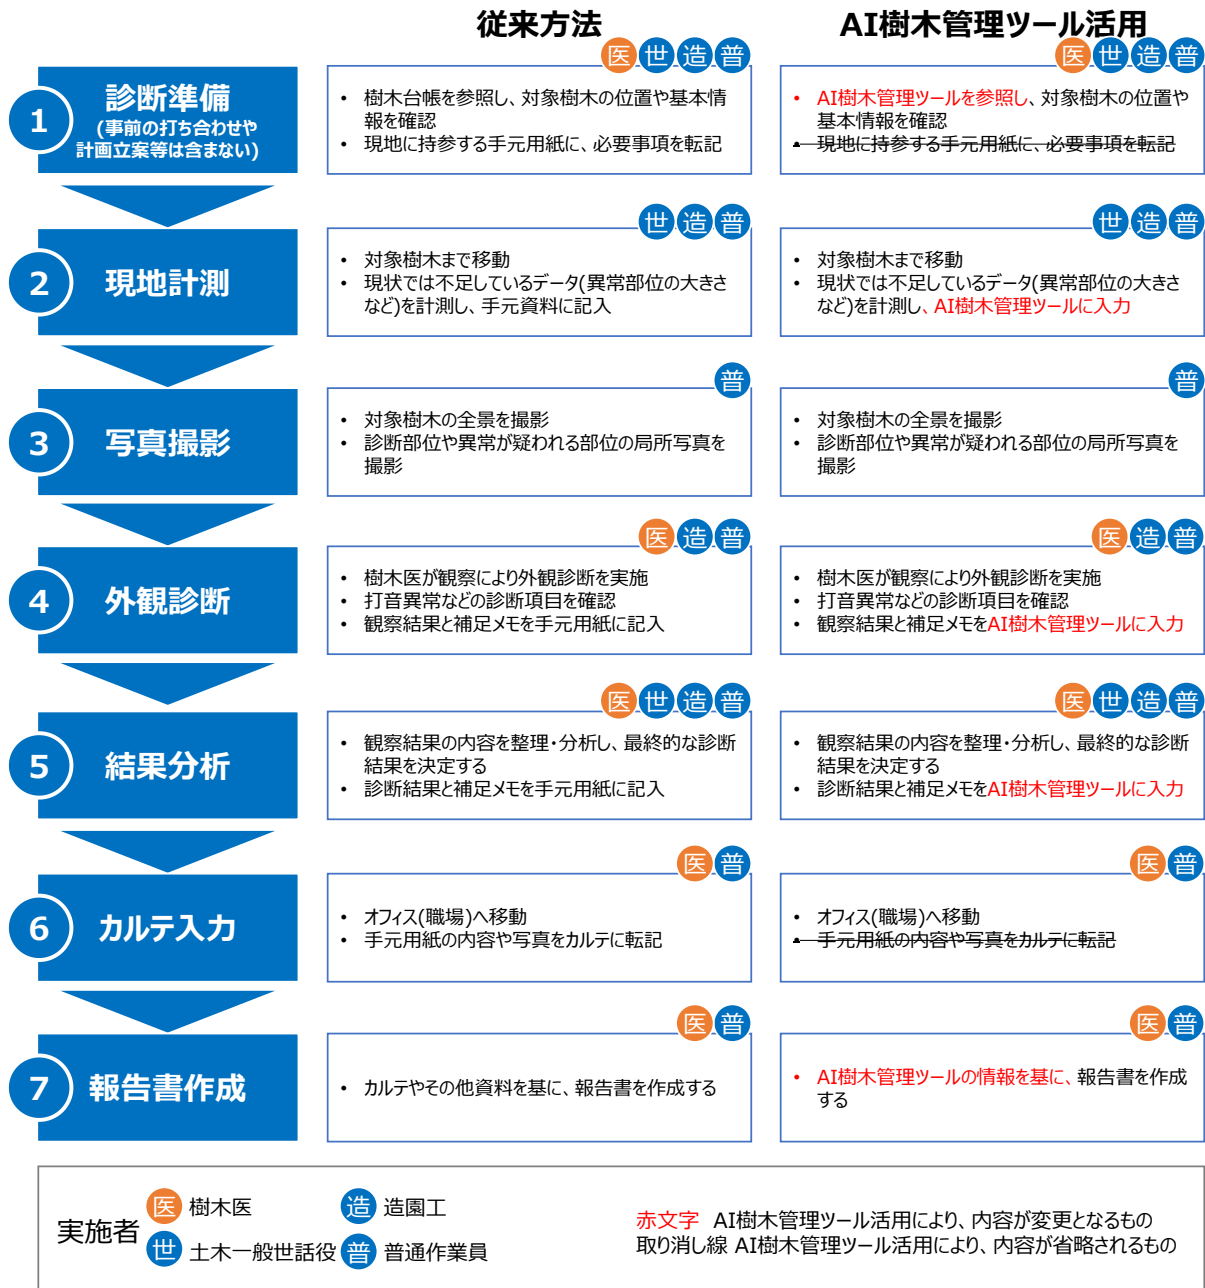 従来方法
AI樹木管理ツール活用
1
診断準備
(事前の打ち合わせや
計画立案等は含まない)
医 世 造 普
• 樹木台帳を参照し、対象樹木の位置や基本情
報を確認
• 現地に持参する手元用紙に、必要事項を転記
医 世 造 普
• AI樹木管理ツールを参照し、対象樹木の位置や
基本情報を確認
• 現地に持参する手元用紙に、必要事項を転記
2
現地計測
世 造 普
• 対象樹木まで移動
• 現状では不足しているデータ(異常部位の大きさ
など)を計測し、手元資料に記入
世 造 普
• 対象樹木まで移動
• 現状では不足しているデータ(異常部位の大きさ
など)を計測し、AI樹木管理ツールに入力
3
写真撮影
普
• 対象樹木の全景を撮影
• 診断部位や異常が疑われる部位の局所写真を
撮影
普
• 対象樹木の全景を撮影
• 診断部位や異常が疑われる部位の局所写真を
撮影
4
外観診断
医 造 普
• 樹木医が観察により外観診断を実施
• 打音異常などの診断項目を確認
• 観察結果と補足メモを手元用紙に記入
医 造 普
• 樹木医が観察により外観診断を実施
• 打音異常などの診断項目を確認
• 観察結果と補足メモをAI樹木管理ツールに入力
5
結果分析
医 世 造 普
• 観察結果の内容を整理・分析し、最終的な診断
結果を決定する
• 診断結果と補足メモを手元用紙に記入
医 世 造 普
• 観察結果の内容を整理・分析し、最終的な診断
結果を決定する
• 診断結果と補足メモをAI樹木管理ツールに入力
6
カルテ入力
医 普
• オフィス(職場)へ移動
• 手元用紙の内容や写真をカルテに転記
医 普
• オフィス(職場)へ移動
• 手元用紙の内容や写真をカルテに転記
7
報告書作成
医 普
• カルテやその他資料を基に、報告書を作成する
医 普
• AI樹木管理ツールの情報を基に、報告書を作成
する
実施者
医 樹木医
造 造園工
世 土木一般世話役
普 普通作業員
赤文字 AI樹木管理ツール活用により、内容が変更となるもの
取り消し線 AI樹木管理ツール活用により、内容が省略されるもの